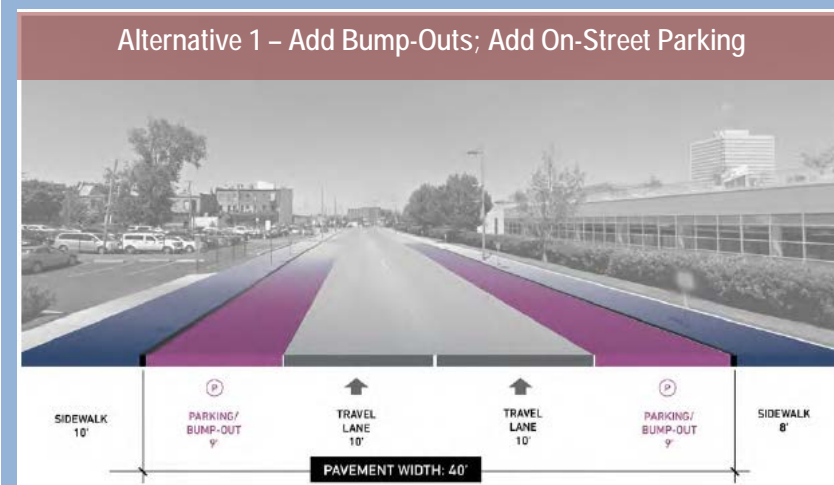 Alternative 1 – Add Bump-Outs; Add On-Street Parking
SIDEWALK
10'
P
PARKING/
BUMP-OUT
9'
TRAVEL
LANE
10'
TRAVEL
LANE
10'
P
PARKING/
BUMP-OUT
9'
SIDEWALK
8'
PAVEMENT WIDTH: 40'